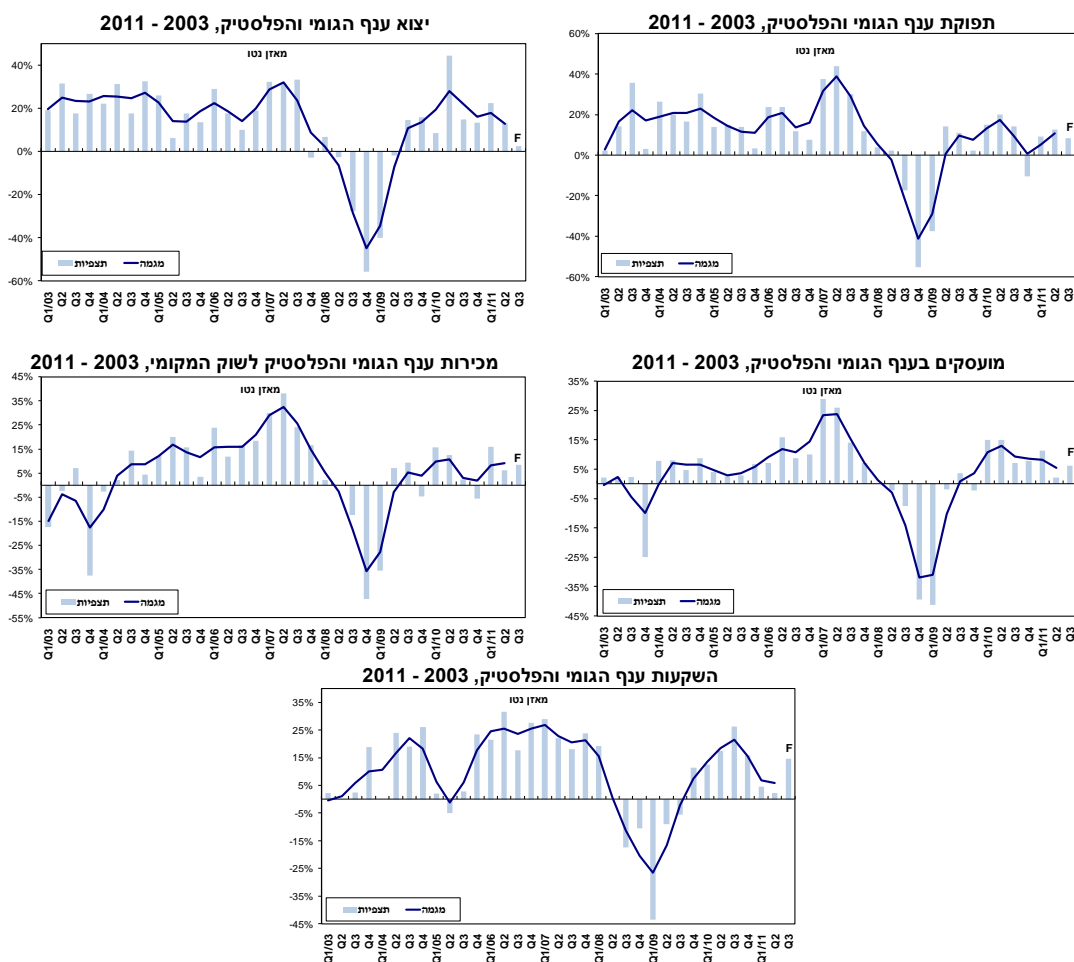 תפוקת ענף הגומי והפלסטיק, 2003 - 2011
מאזן נטו
60%
40%
20%
0%
-20%
-40%
-60%
F
תצפיות מגמה
Q1/03 Q2 Q3 Q4 Q1/04 Q2 Q3 Q4 Q1/05 Q2 Q3 Q4 Q1/06 Q2 Q3 Q4 Q1/07 Q2 Q3 Q4 Q1/08 Q2 Q3 Q4 Q1/09 Q2 Q3 Q4 Q1/10 Q2 Q3 Q4 Q1/11 Q2 Q3
יצוא ענף הגומי והפלסטיק, 2003 - 2011
מאזן נטו
40%
20%
0%
-20%
-40%
-60%
F
תצפיות מגמה
Q1/03 Q2 Q3 Q4 Q1/04 Q2 Q3 Q4 Q1/05 Q2 Q3 Q4 Q1/06 Q2 Q3 Q4 Q1/07 Q2 Q3 Q4 Q1/08 Q2 Q3 Q4 Q1/09 Q2 Q3 Q4 Q1/10 Q2 Q3 Q4 Q1/11 Q2 Q3
מועסקים בענף הגומי והפלסטיק, 2003 - 2011
מאזן נטו
35%
25%
15%
5%
-5%
-15%
-25%
-35%
-45%
F
תצפיות מגמה
Q1/03 Q2 Q3 Q4 Q1/04 Q2 Q3 Q4 Q1/05 Q2 Q3 Q4 Q1/06 Q2 Q3 Q4 Q1/07 Q2 Q3 Q4 Q1/08 Q2 Q3 Q4 Q1/09 Q2 Q3 Q4 Q1/10 Q2 Q3 Q4 Q1/11 Q2 Q3
מכירות ענף הגומי והפלסטיק לשוק המקומי, 2003 - 2011
מאזן נטו
45%
35%
25%
15%
5%
-5%
-15%
-25%
-35%
-45%
-55%
F
תצפיות מגמה
Q1/03 Q2 Q3 Q4 Q1/04 Q2 Q3 Q4 Q1/05 Q2 Q3 Q4 Q1/06 Q2 Q3 Q4 Q1/07 Q2 Q3 Q4 Q1/08 Q2 Q3 Q4 Q1/09 Q2 Q3 Q4 Q1/10 Q2 Q3 Q4 Q1/11 Q2 Q3
השקעות ענף הגומי והפלסטיק, 2003 - 2011
מאזן נטו
35%
25%
15%
5%
-5%
-15%
-25%
-35%
-45%
F
תצפיות מגמה
Q1/03 Q2 Q3 Q4 Q1/04 Q2 Q3 Q4 Q1/05 Q2 Q3 Q4 Q1/06 Q2 Q3 Q4 Q1/07 Q2 Q3 Q4 Q1/08 Q2 Q3 Q4 Q1/09 Q2 Q3 Q4 Q1/10 Q2 Q3 Q4 Q1/11 Q2 Q3